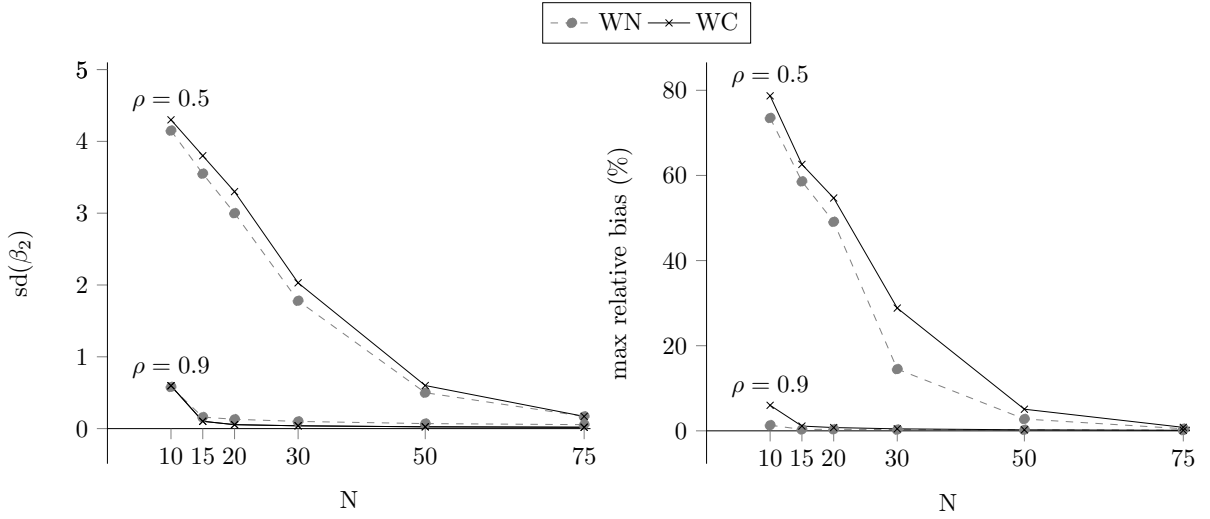 WN WC
5
4
3
2
1
0
sd(β₂)
ρ = 0.5
ρ = 0.9
10 15 20 30 50 75
N
80
60
40
20
0
max relative bias (%)
ρ = 0.5
ρ = 0.9
10 15 20 30 50 75
N